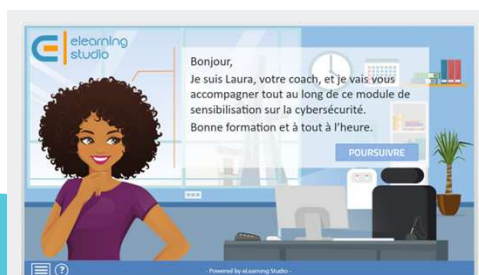 elearning
studio
Bonjour,
Je suis Laura, votre coach, et je vais vous
accompagner tout au long de ce module de
sensibilisation sur la cybersécurité.
Bonne formation et à tout à l'heure.
POURSUIVRE
- Powered by eLearning Studio -